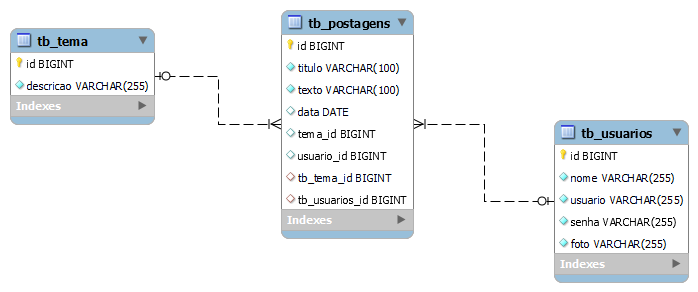 tb_tema
id BIGINT
descricao VARCHAR(255)
Indexes
tb_postagens
id BIGINT
titulo VARCHAR(100)
texto VARCHAR(100)
data DATE
tema_id BIGINT
usuario_id BIGINT
tb_tema_id BIGINT
tb_usuarios_id BIGINT
Indexes
tb_usuarios
id BIGINT
nome VARCHAR(255)
usuario VARCHAR(255)
senha VARCHAR(255)
foto VARCHAR(255)
Indexes